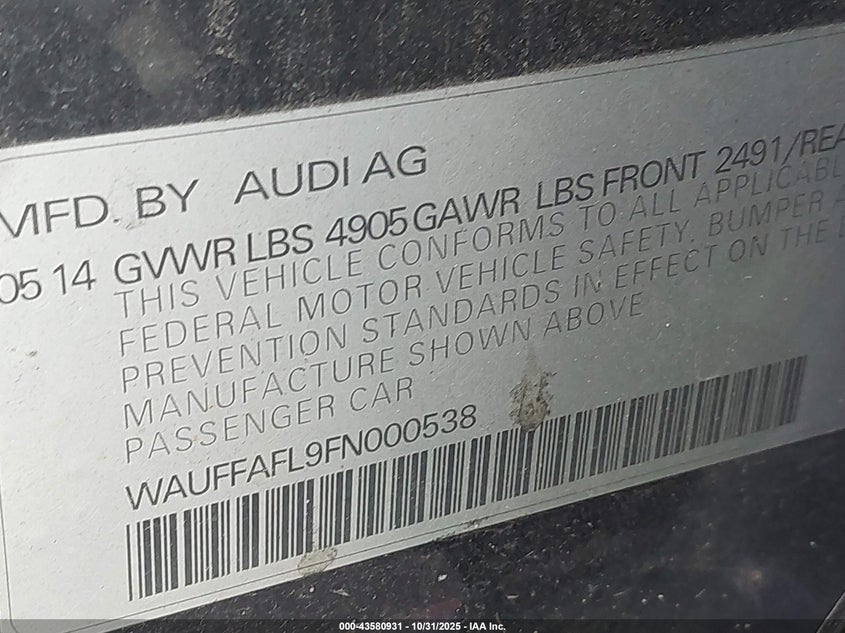 MFD. BY AUDI AG
05 14 GVWR LBS 4905 GAWR LBS FRONT 2491/REA
THIS VEHICLE CONFORMS TO ALL APPLICABL
FEDERAL MOTOR VEHICLE SAFETY, BUMPER A
PREVENTION STANDARDS IN EFFECT ON THE D
MANUFACTURE SHOWN ABOVE
PASSENGER CAR
WAUFFAFL9FN000538
000-43580931 - 10/31/2025 - IAA Inc.